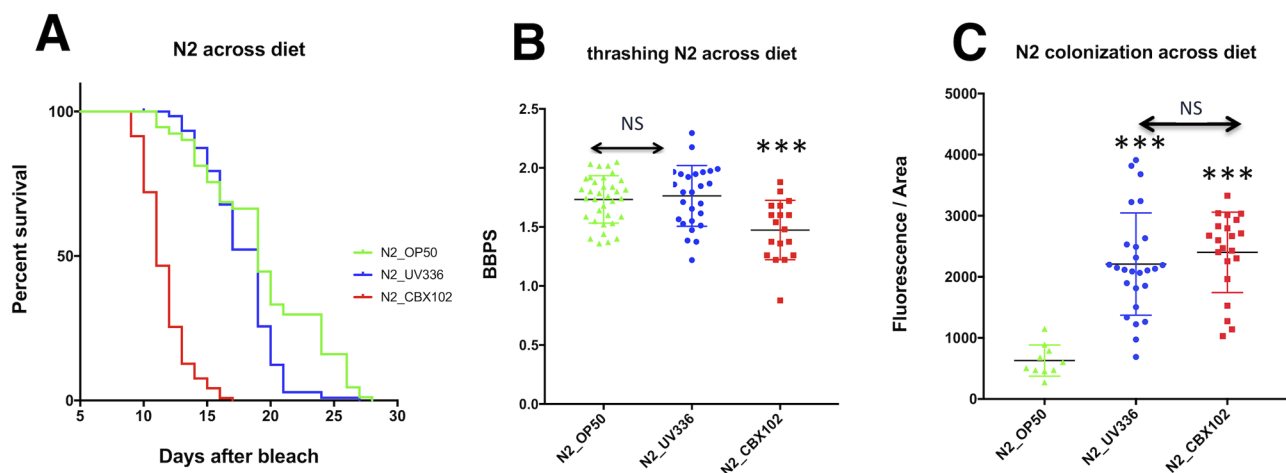 A
N2 across diet
Percent survival
100
50
0
5
10
15
20
25
30
Days after bleach
N2_OP50
N2_UV336
N2_CBX102
B
thrashing N2 across diet
BBPS
2.5
2.0
1.5
1.0
0.5
0.0
NS
***
N2_OP50
N2_UV336
N2_CBX102
C
N2 colonization across diet
Fluorescence / Area
5000
4000
3000
2000
1000
0
NS
***
***
N2_OP50
N2_UV336
N2_CBX102